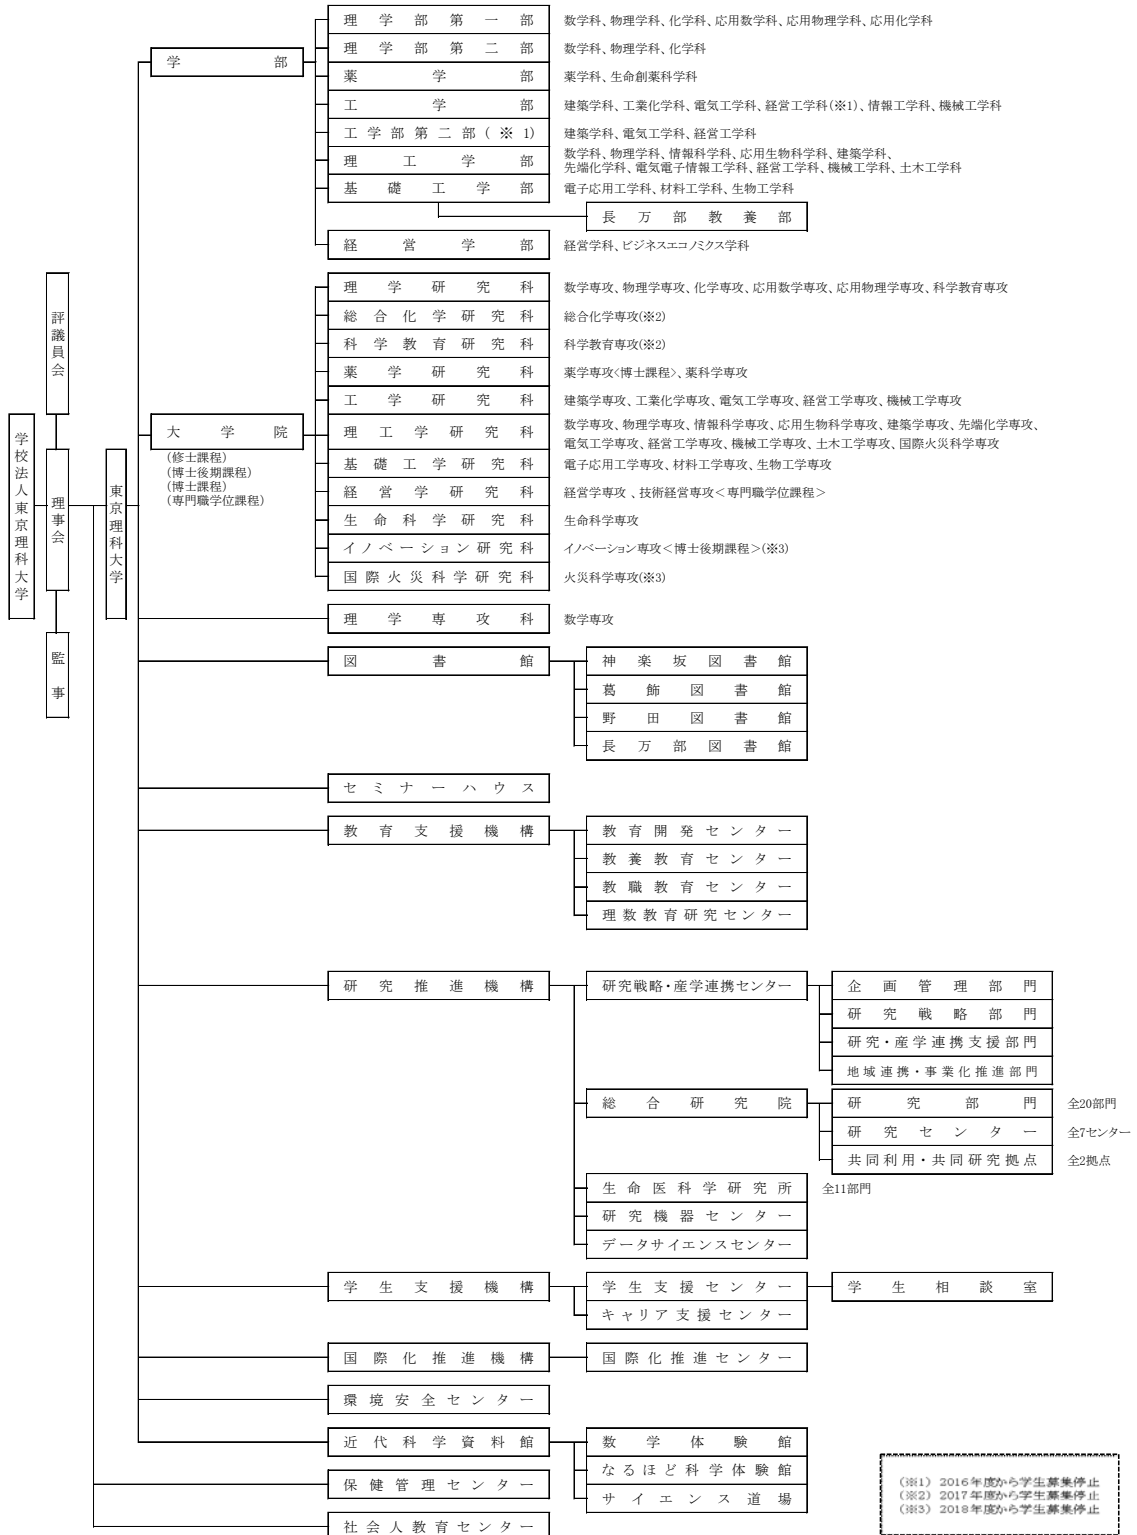 理学部第一部 数学科、物理学科、化学科、応用数学科、応用物理学科、応用化学科
理学部第二部 数学科、物理学科、化学科
学部
薬学部 薬学科、生命創薬科学科
工学部 建築学科、工業化学科、電気工学科、経営工学科(※1)、情報工学科、機械工学科
工学部第二部(※1) 建築学科、電気工学科、経営工学科
理工学部 数学科、物理学科、情報科学科、応用生物科学科、建築学科、
先端化学科、電気電子情報工学科、経営工学科、機械工学科、土木工学科
基礎工学部 電子応用工学科、材料工学科、生物工学科
長万部教養部
経営学部 経営学科、ビジネスエコノミクス学科
学校法人東京理科大学
評議員会
理事会
監事
東京理科大学
大学院
(修士課程)
(博士後期課程)
(博士課程)
(専門職学位課程)
理学研究科 数学専攻、物理学専攻、化学専攻、応用数学専攻、応用物理学専攻、科学教育専攻
総合化学研究科 総合化学専攻(※2)
科学教育研究科 科学教育専攻(※2)
薬学研究科 薬学専攻<博士課程>、薬科学専攻
工学研究科 建築学専攻、工業化学専攻、電気工学専攻、経営工学専攻、機械工学専攻
理工学研究科 数学専攻、物理学専攻、情報科学専攻、応用生物科学専攻、建築学専攻、先端化学専攻、
電気工学専攻、経営工学専攻、機械工学専攻、土木工学専攻、国際火災科学専攻
基礎工学研究科 電子応用工学専攻、材料工学専攻、生物工学専攻
経営学研究科 経営学専攻、技術経営専攻<専門職学位課程>
生命科学研究科 生命科学専攻
イノベーション研究科 イノベーション専攻<博士後期課程>(※3)
国際火災科学研究科 火災科学専攻(※3)
理学専攻科 数学専攻
図書館 神楽坂図書館
葛飾図書館
野田図書館
長万部図書館
セミナーハウス
教育支援機構 教育開発センター
教養教育センター
教職教育センター
理数教育研究センター
研究推進機構 研究戦略・産学連携センター 企画管理部門
研究戦略部門
研究・産学連携支援部門
地域連携・事業化推進部門
総合研究院 研究部門 全20部門
研究センター 全7センター
共同利用・共同研究拠点 全2拠点
生命医科学研究所 全11部門
研究機器センター
データサイエンスセンター
学生支援機構 学生支援センター 学生相談室
キャリア支援センター
国際化推進機構 国際化推進センター
環境安全センター
近代科学資料館 数学体験館
なるほど科学体験館
サイエンス道場
保健管理センター
社会人教育センター
(※1) 2016年度から学生募集停止
(※2) 2017年度から学生募集停止
(※3) 2018年度から学生募集停止